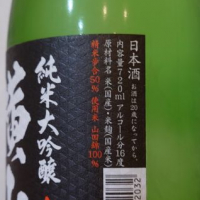 日本酒
お酒は20歳になってから。
内容量720ml アルコール分16度
原材料名 米(国産)・米麹(国産米)
精米歩合50% 使用米 山田錦100%
純米大吟醸